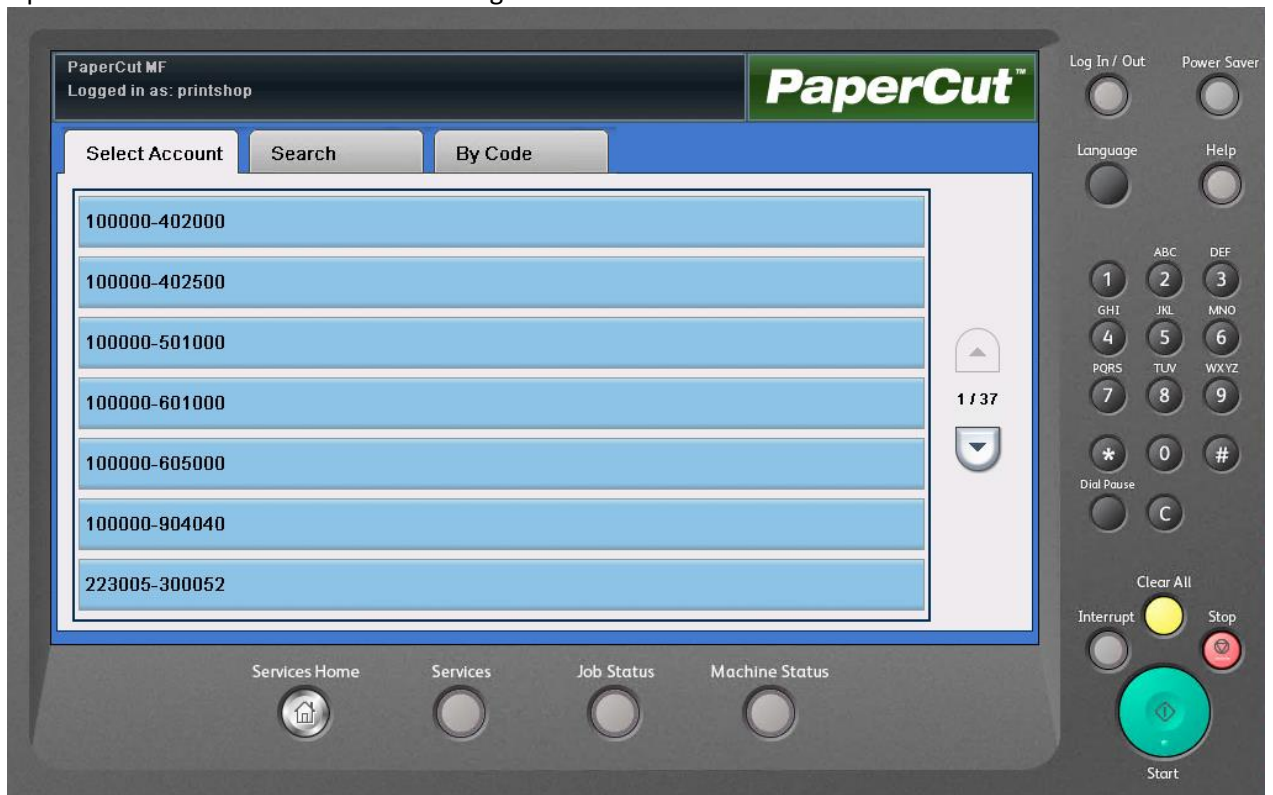 PaperCut MF
Logged in as: printshop
PaperCut™
Select Account
Search
By Code
100000-402000
100000-402500
100000-501000
100000-601000
100000-605000
100000-904040
223005-300052
1 / 37
Services Home
Services
Job Status
Machine Status
Log In / Out
Power Saver
Language
Help
ABC
DEF
1
2
3
GHI
JKL
MNO
4
5
6
PQRS
TUV
WXYZ
7
8
9
*
0
#
Dial Pause
C
Clear All
Interrupt
Stop
Start